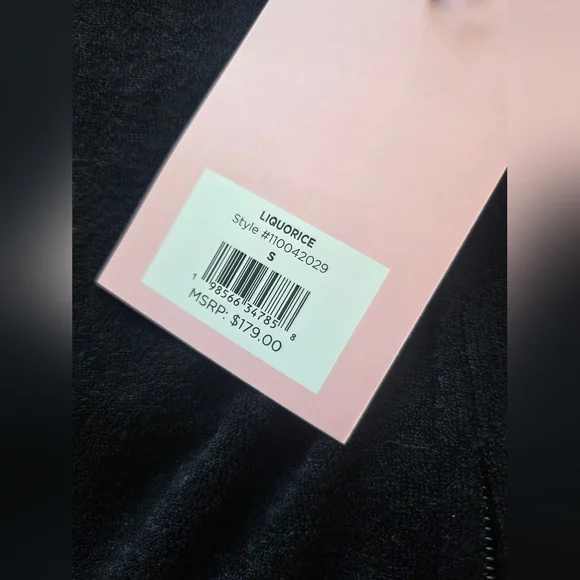 LIQUORICE
Style #110042029
S
1 98566 34785 8
MSRP: $179.00